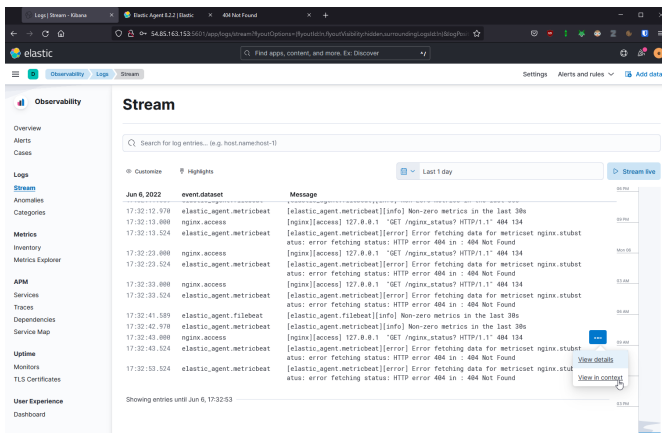 Logs | Stream - Kibana
Elastic Agent 8.2.2 | Elastic
404 Not Found
54.85.163.153:5601/app/logs/stream?flyoutOptions=(flyoutId:!n,flyoutVisibility:hidden,surroundingLogsId:!n)&logPos
elastic
Find apps, content, and more. Ex: Discover
D Observability Logs Stream
Settings Alerts and rules Add data
Observability
Overview
Alerts
Cases
Logs
Stream
Anomalies
Categories
Metrics
Inventory
Metrics Explorer
APM
Services
Traces
Dependencies
Service Map
Uptime
Monitors
TLS Certificates
User Experience
Dashboard
Stream
Search for log entries... (e.g. host.name:host-1)
Customize Highlights Last 1 day Stream live
Jun 6, 2022 event.dataset Message
17:32:12.970 elastic_agent.metricbeat [elastic_agent.metricbeat][info] Non-zero metrics in the last 30s
17:32:13.000 nginx.access [nginx][access] 127.0.0.1 "GET /nginx_status? HTTP/1.1" 404 134
17:32:13.524 elastic_agent.metricbeat [elastic_agent.metricbeat][error] Error fetching data for metricset nginx.stubst
atus: error fetching status: HTTP error 404 in : 404 Not Found
17:32:23.000 nginx.access [nginx][access] 127.0.0.1 "GET /nginx_status? HTTP/1.1" 404 134
17:32:23.524 elastic_agent.metricbeat [elastic_agent.metricbeat][error] Error fetching data for metricset nginx.stubst
atus: error fetching status: HTTP error 404 in : 404 Not Found
17:32:33.000 nginx.access [nginx][access] 127.0.0.1 "GET /nginx_status? HTTP/1.1" 404 134
17:32:33.524 elastic_agent.metricbeat [elastic_agent.metricbeat][error] Error fetching data for metricset nginx.stubst
atus: error fetching status: HTTP error 404 in : 404 Not Found
17:32:41.589 elastic_agent.filebeat [elastic_agent.filebeat][info] Non-zero metrics in the last 30s
17:32:42.970 elastic_agent.metricbeat [elastic_agent.metricbeat][info] Non-zero metrics in the last 30s
17:32:43.000 nginx.access [nginx][access] 127.0.0.1 "GET /nginx_status? HTTP/1.1" 404 134
17:32:43.524 elastic_agent.metricbeat [elastic_agent.metricbeat][error] Error fetching data for metricset nginx.stubst
atus: error fetching status: HTTP error 404 in : 404 Not Found
17:32:53.524 elastic_agent.metricbeat [elastic_agent.metricbeat][error] Error fetching data for metricset nginx.stubst
atus: error fetching status: HTTP error 404 in : 404 Not Found
Showing entries until Jun 6, 17:32:53
View details
View in context
06 PM
09 PM
Mon 06
03 AM
06 AM
09 AM
03 PM